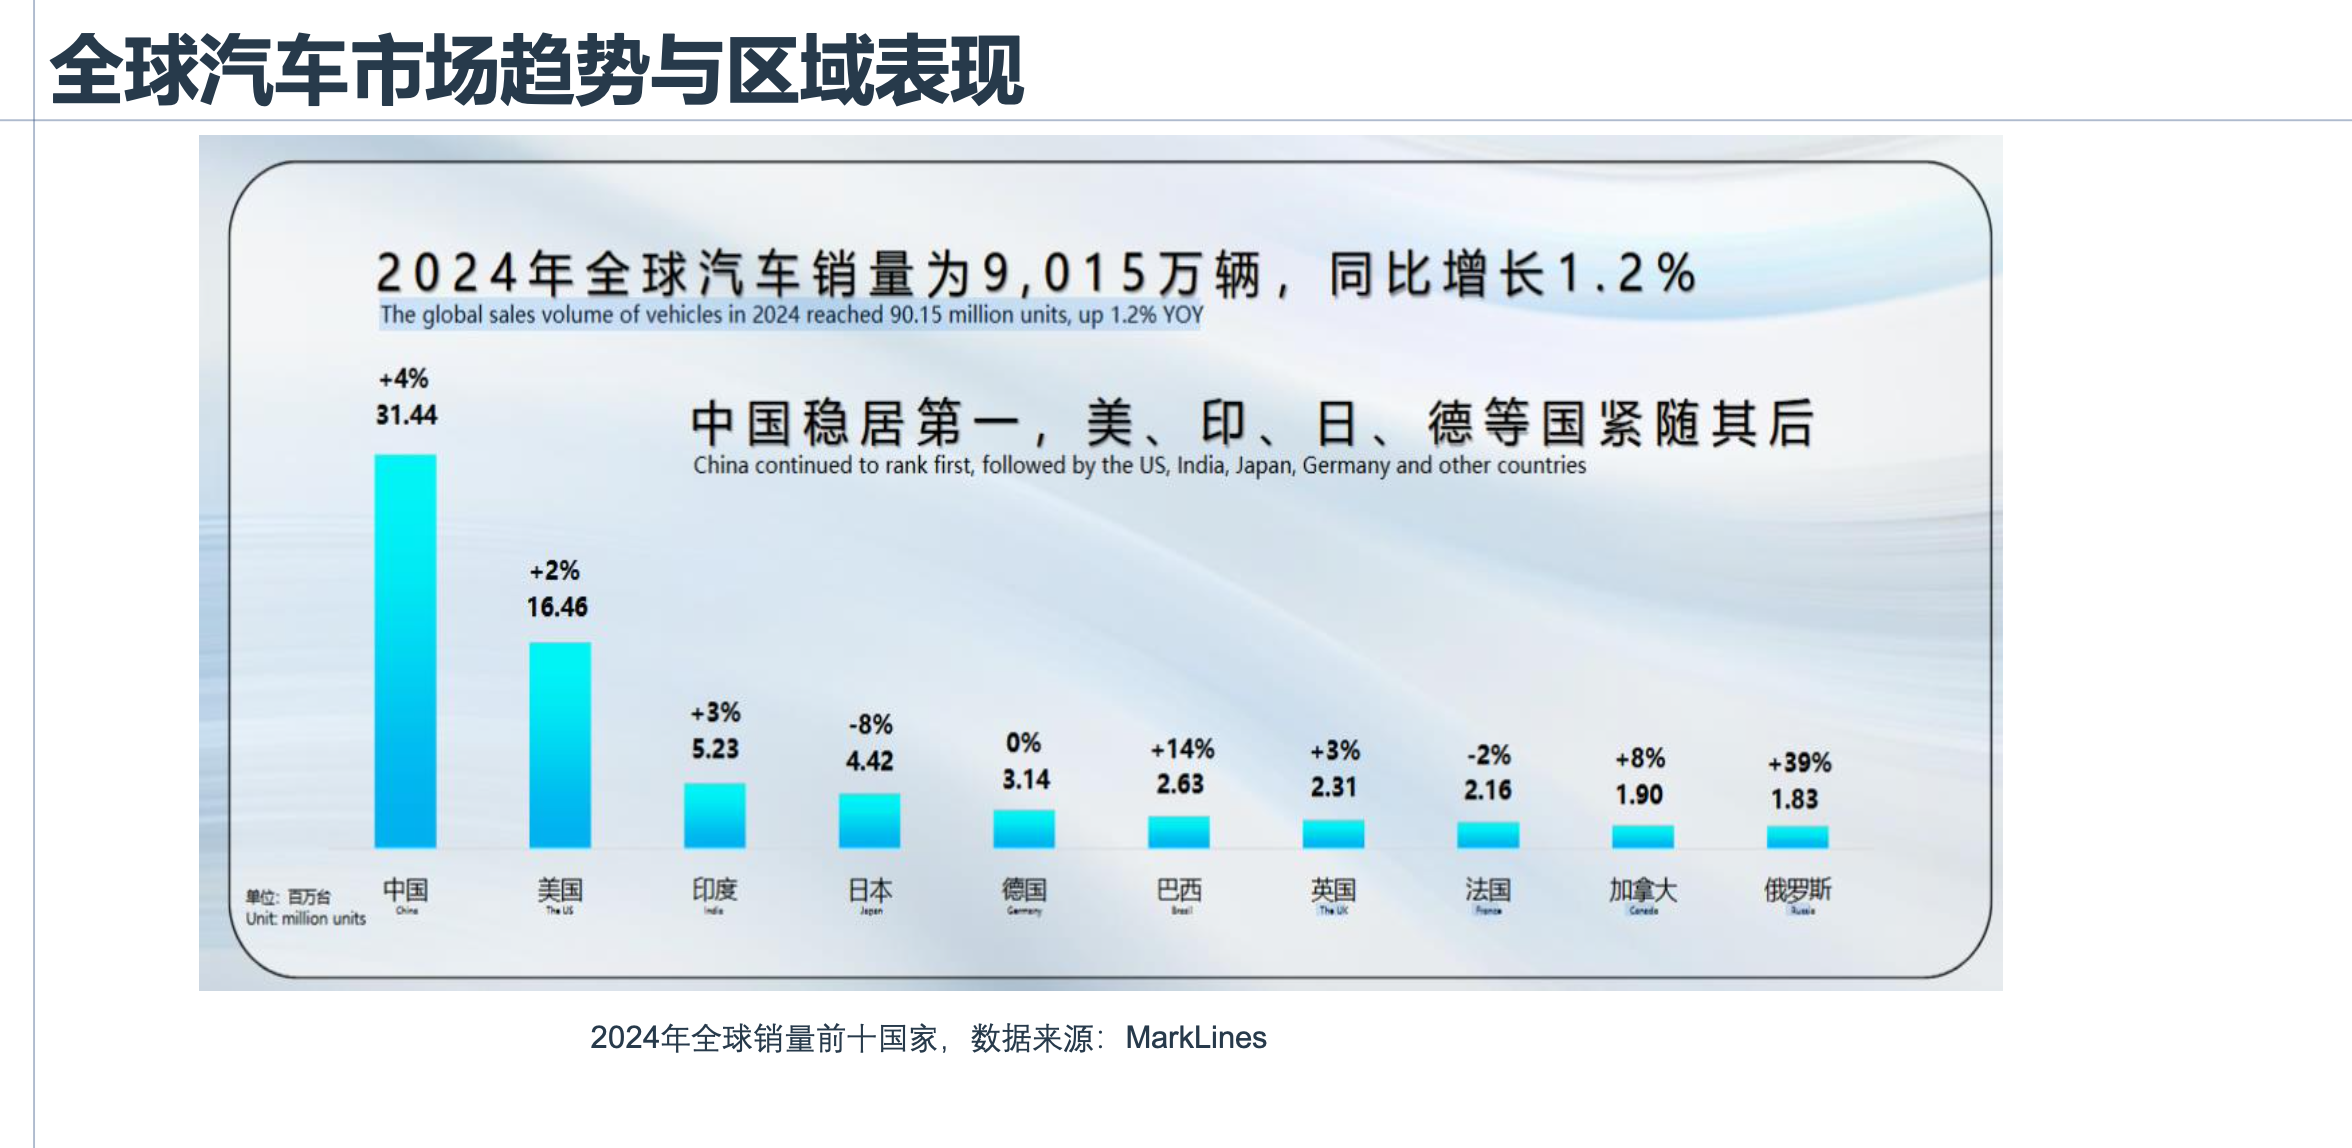 全球汽车市场趋势与区域表现
2024年全球汽车销量为9,015万辆，同比增长1.2%
The global sales volume of vehicles in 2024 reached 90.15 million units, up 1.2% YOY
中国稳居第一，美、印、日、德等国紧随其后
China continued to rank first, followed by the US, India, Japan, Germany and other countries
+4%
31.44
+2%
16.46
+3%
5.23
-8%
4.42
0%
3.14
+14%
2.63
+3%
2.31
-2%
2.16
+8%
1.90
+39%
1.83
单位：百万台
Unit: million units
中国 美国 印度 日本 德国 巴西 英国 法国 加拿大 俄罗斯
China The US India Japan Germany Brasil The UK France Canada Russia
2024年全球销量前十国家，数据来源：MarkLines